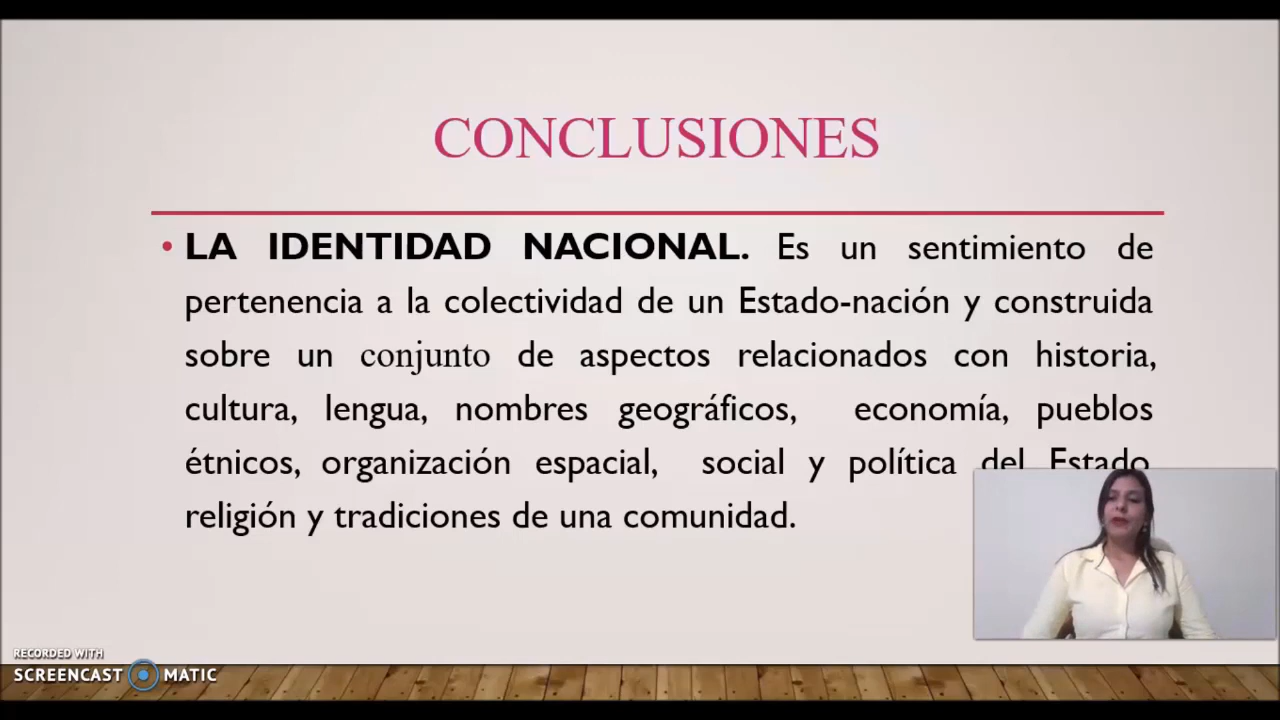 CONCLUSIONES
• LA IDENTIDAD NACIONAL. Es un sentimiento de
pertenencia a la colectividad de un Estado-nación y construida
sobre un conjunto de aspectos relacionados con historia,
cultura, lengua, nombres geográficos, economía, pueblos
étnicos, organización espacial, social y política del Estado,
religión y tradiciones de una comunidad.
RECORDED WITH
SCREENCAST MATIC